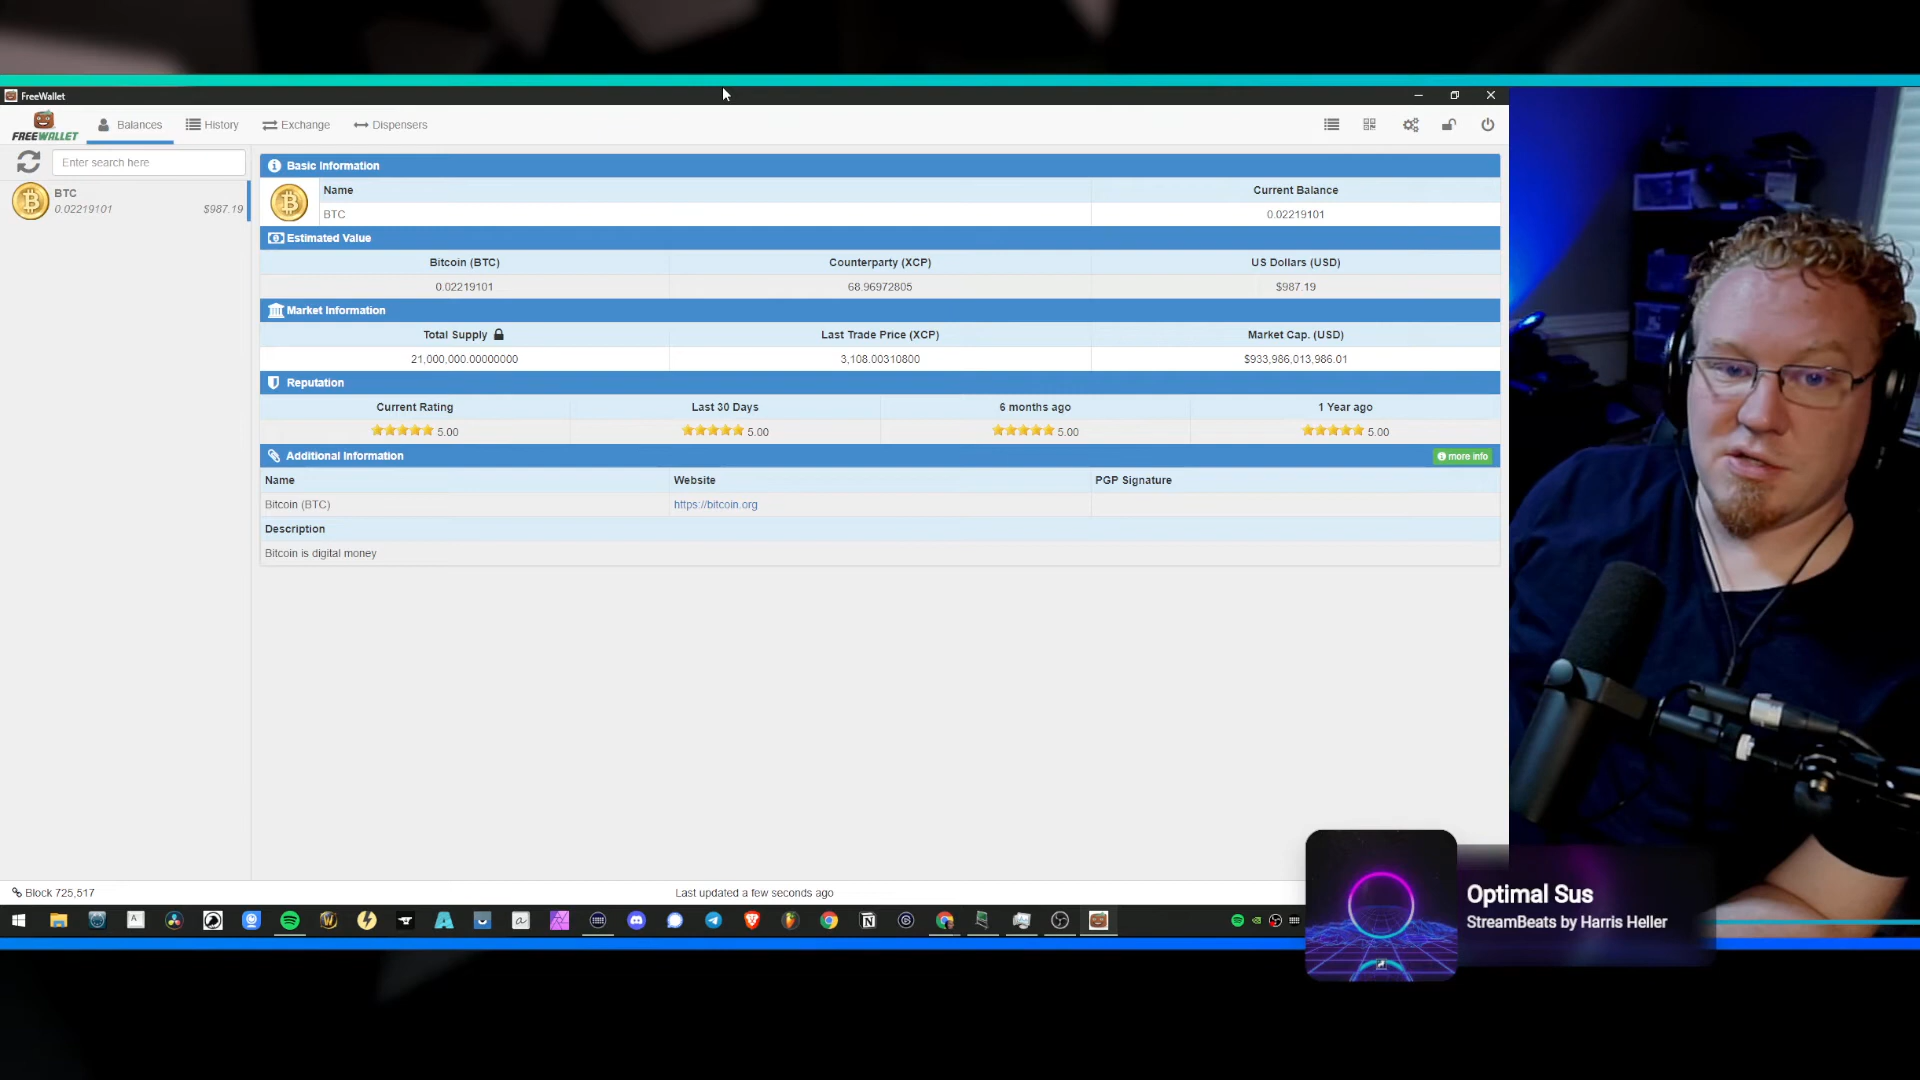 FreeWallet
FREEWALLET
Balances
History
Exchange
Dispensers
Enter search here
BTC
0.02219101
$987.19
Basic Information
Name
Current Balance
BTC
0.02219101
Estimated Value
Bitcoin (BTC)
Counterparty (XCP)
US Dollars (USD)
0.02219101
68.96972805
$987.19
Market Information
Total Supply
Last Trade Price (XCP)
Market Cap. (USD)
21,000,000.00000000
3,108.00310800
$933,986,013,986.01
Reputation
Current Rating
Last 30 Days
6 months ago
1 Year ago
5.00
5.00
5.00
5.00
Additional Information
more info
Name
Website
PGP Signature
Bitcoin (BTC)
https://bitcoin.org
Description
Bitcoin is digital money
Block 725,517
Last updated a few seconds ago
Optimal Sus
StreamBeats by Harris Heller